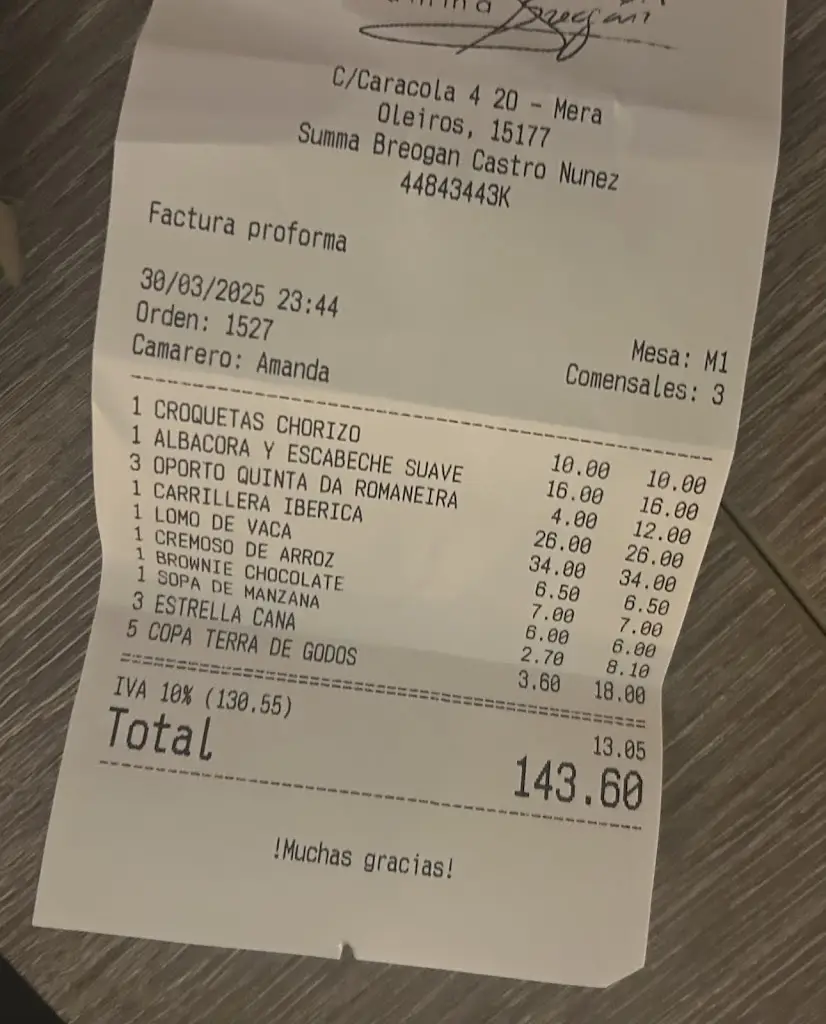 Breogan
C/Caracola 4 20 - Mera
Oleiros, 15177
Summa Breogan Castro Nunez
44843443K
Factura proforma
30/03/2025 23:44
Orden: 1527 Mesa: M1
Camarero: Amanda Comensales: 3
1 CROQUETAS CHORIZO 10.00 10.00
1 ALBACORA Y ESCABECHE SUAVE 16.00 16.00
3 OPORTO QUINTA DA ROMANEIRA 4.00 12.00
1 CARRILLERA IBERICA 26.00 26.00
1 LOMO DE VACA 34.00 34.00
1 CREMOSO DE ARROZ 6.50 6.50
1 BROWNIE CHOCOLATE 7.00 7.00
1 SOPA DE MANZANA 6.00 6.00
3 ESTRELLA CANA 2.70 8.10
5 COPA TERRA DE GODOS 3.60 18.00
IVA 10% (130.55) 13.05
Total 143.60
!Muchas gracias!